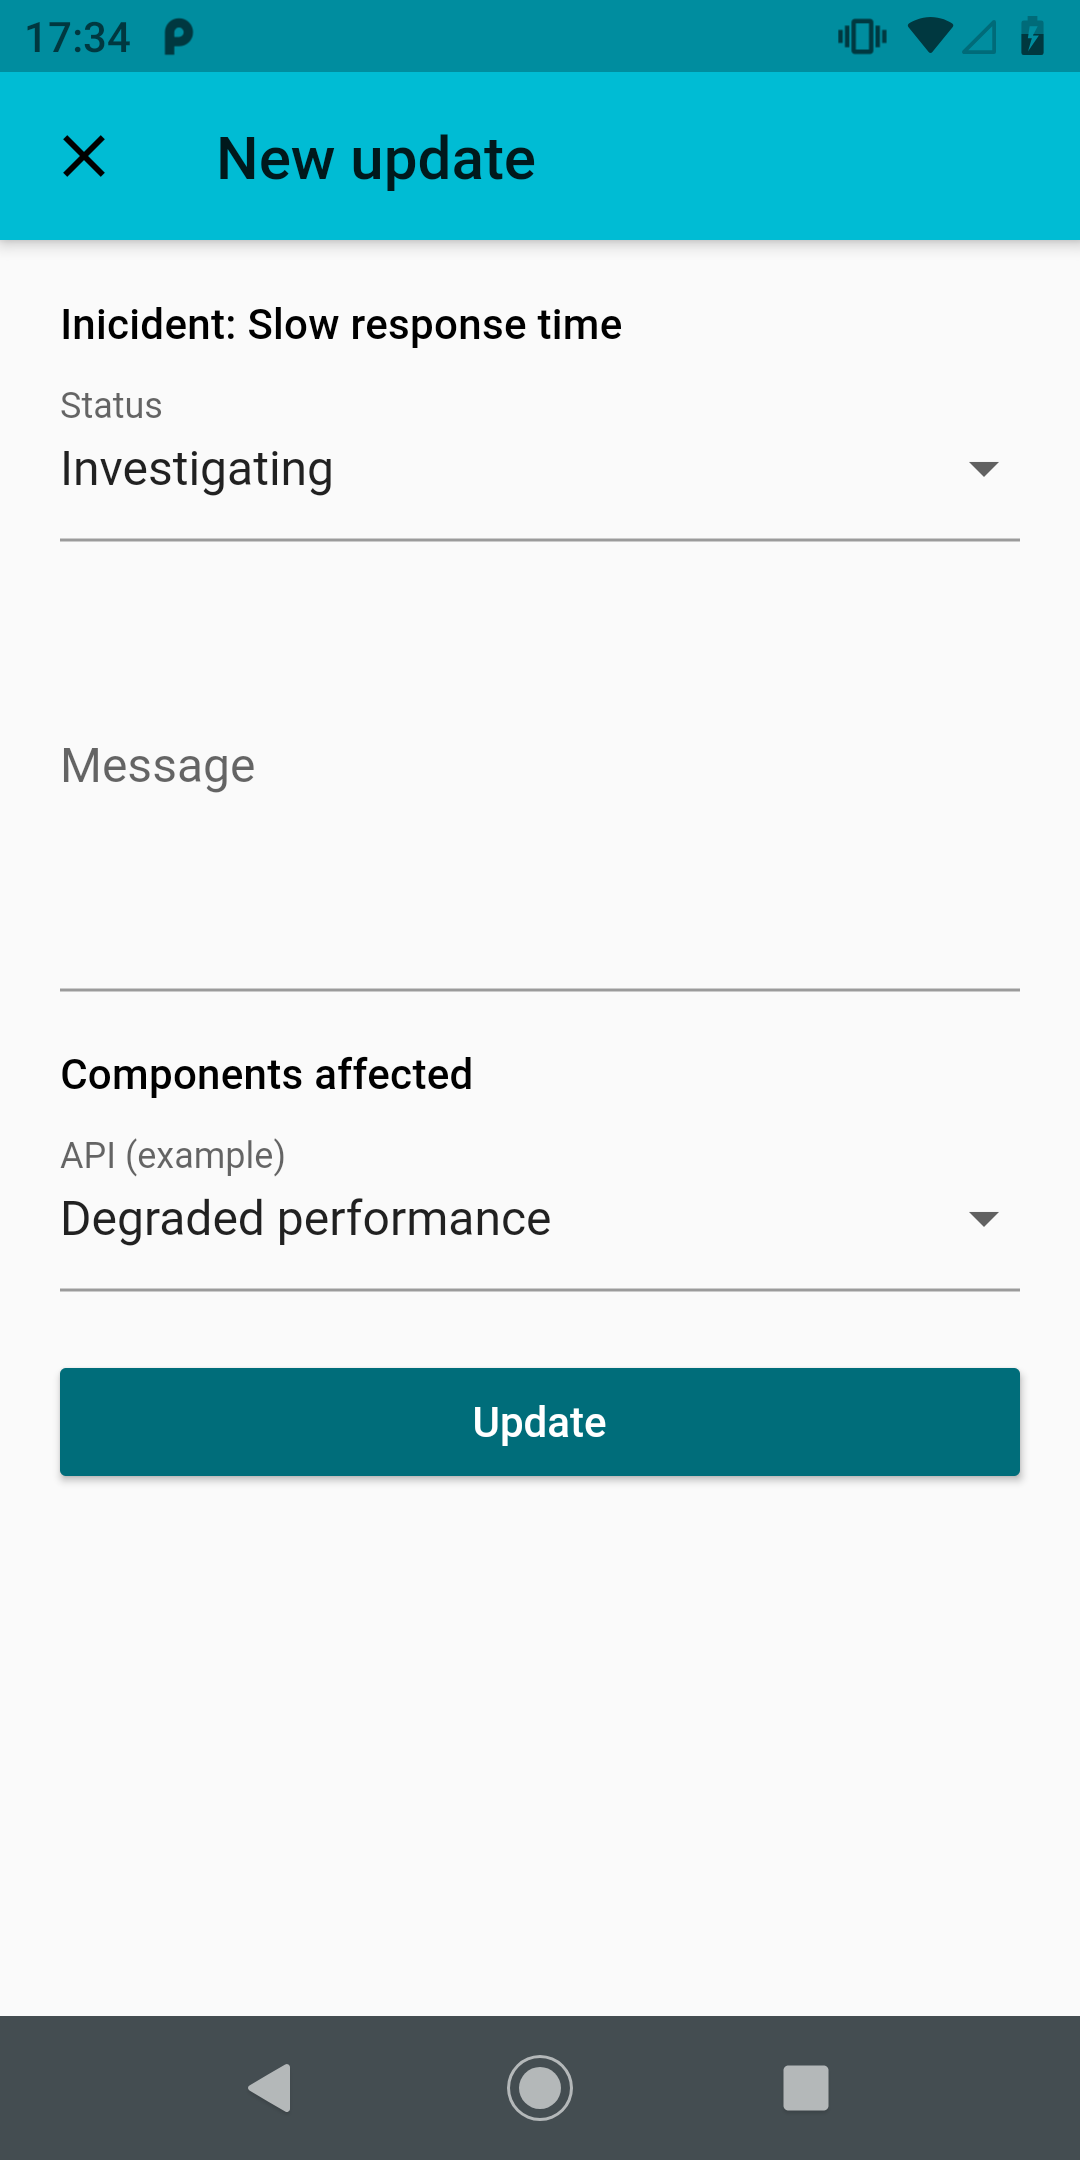 17:34
New update
Inicident: Slow response time
Status
Investigating
Message
Components affected
API (example)
Degraded performance
Update